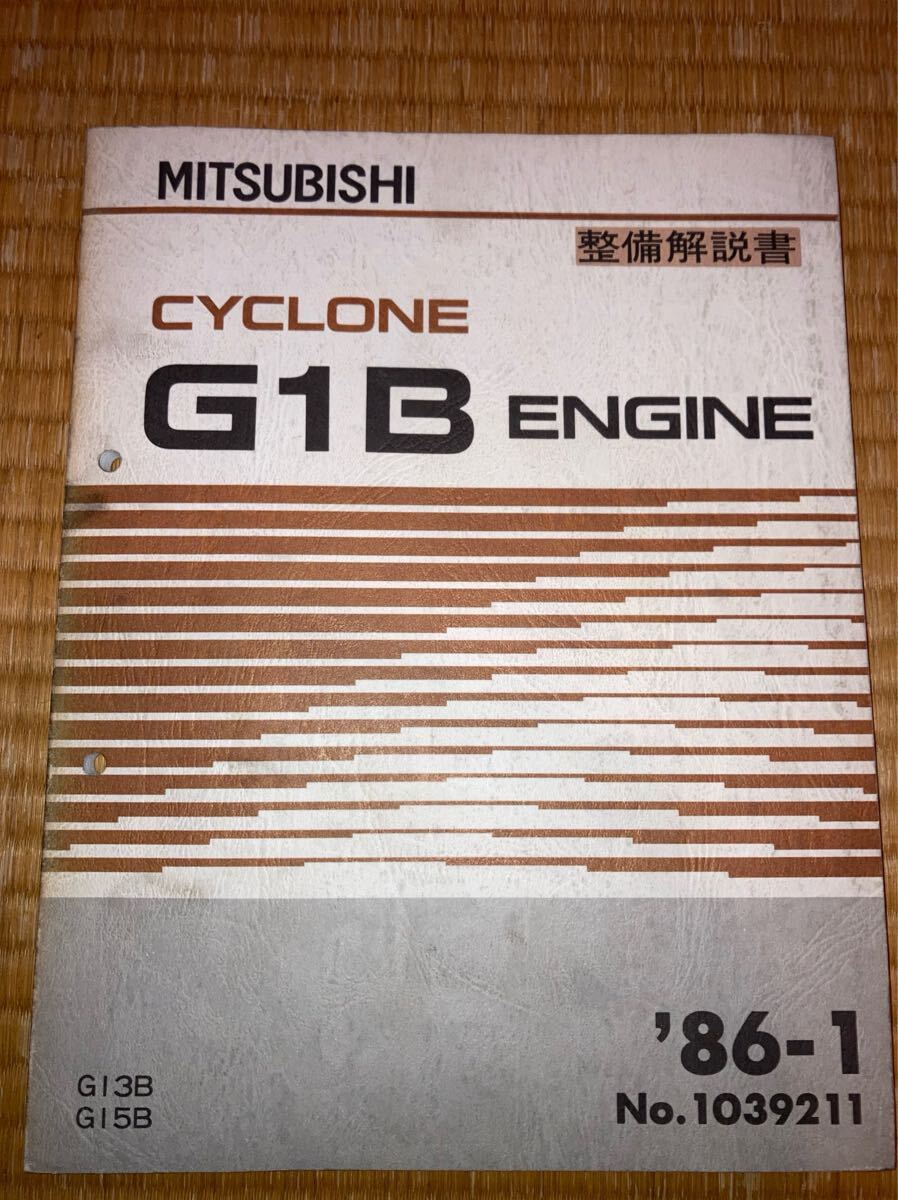 MITSUBISHI
整備解説書
CYCLONE
G1B ENGINE
'86-1
No.1039211
G13B
G15B